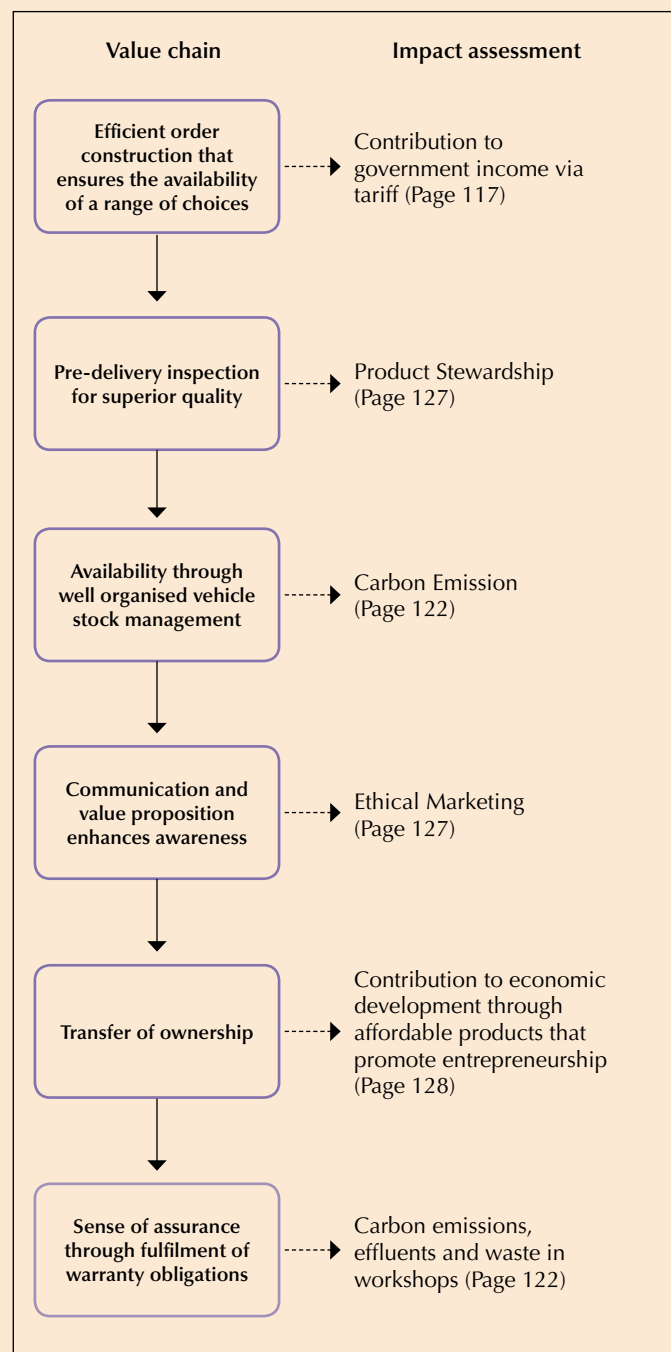 Value chain
Impact assessment
Efficient order
construction that
ensures the availability
of a range of choices
Contribution to
government income via
tariff (Page 117)
Pre-delivery inspection
for superior quality
Product Stewardship
(Page 127)
Availability through
well organised vehicle
stock management
Carbon Emission
(Page 122)
Communication and
value proposition
enhances awareness
Ethical Marketing
(Page 127)
Transfer of ownership
Contribution to economic
development through
affordable products that
promote entrepreneurship
(Page 128)
Sense of assurance
through fulfilment of
warranty obligations
Carbon emissions,
effluents and waste in
workshops (Page 122)